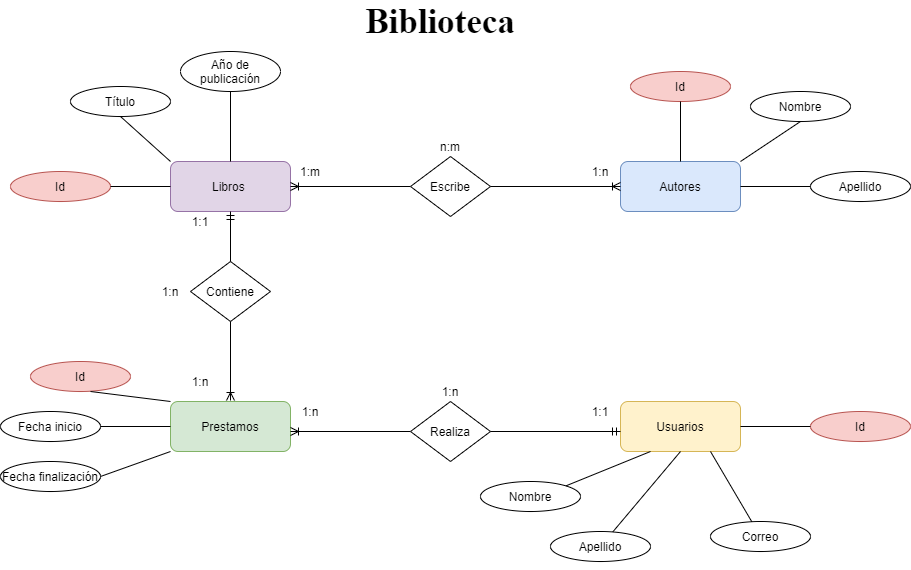 Biblioteca
Año de
publicación
Título
Id
Nombre
Id
Libros
1:m
n:m
Escribe
1:n
Autores
Apellido
1:1
1:n
Contiene
1:n
Id
Fecha inicio
Fecha finalización
Prestamos
1:n
1:n
Realiza
1:1
Usuarios
Id
Nombre
Apellido
Correo